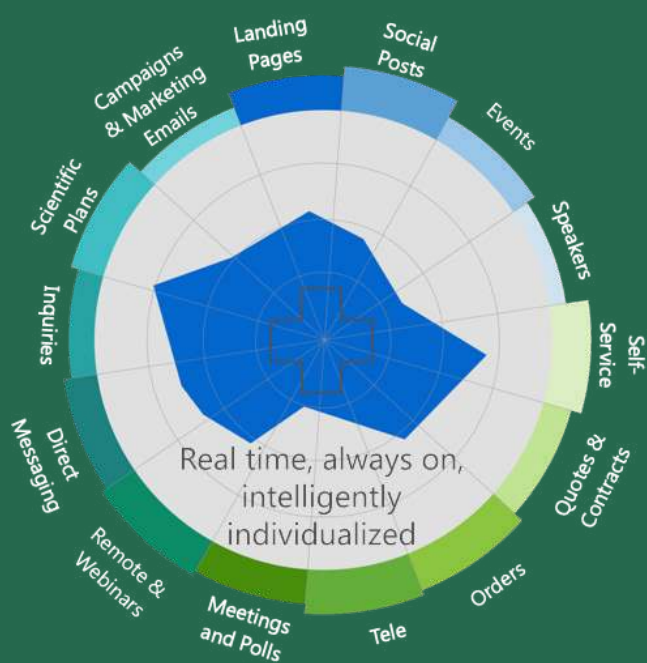 Landing
Pages
Social
Posts
Events
Speakers
Self-
Service
Quotes &
Contracts
Orders
Tele
Meetings
and Polls
Remote &
Webinars
Direct
Messaging
Inquiries
Scientific
Plans
Campaigns
& Marketing
Emails
Real time, always on,
intelligently
individualized